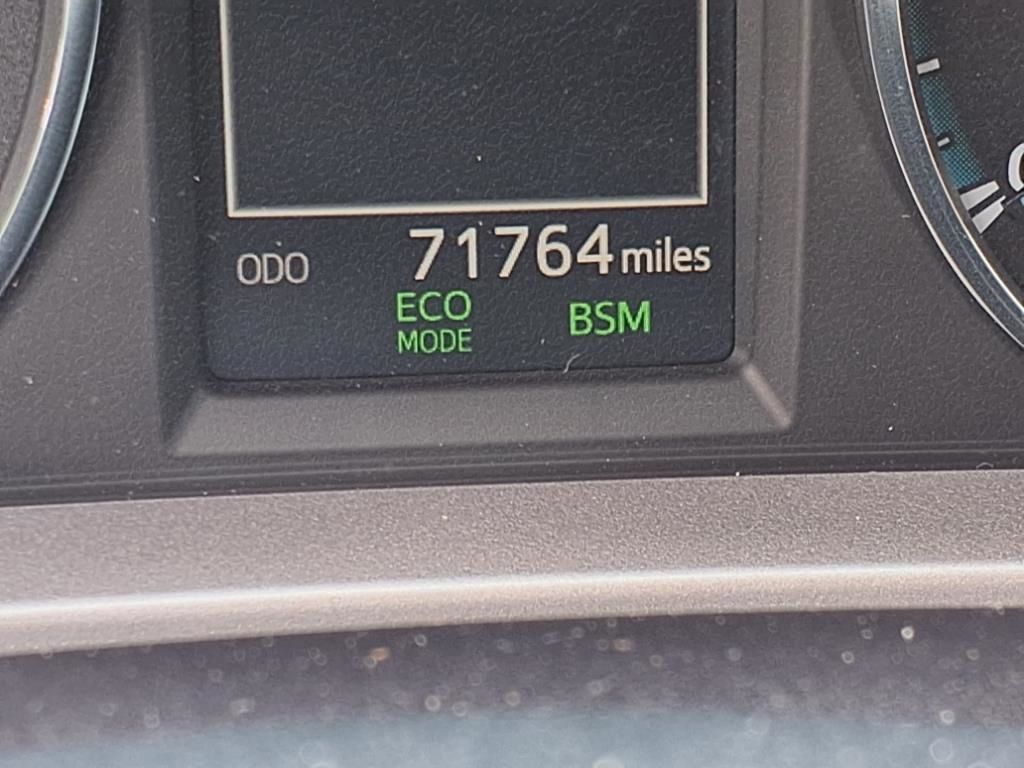 ODO 71764 miles
ECO BSM
MODE